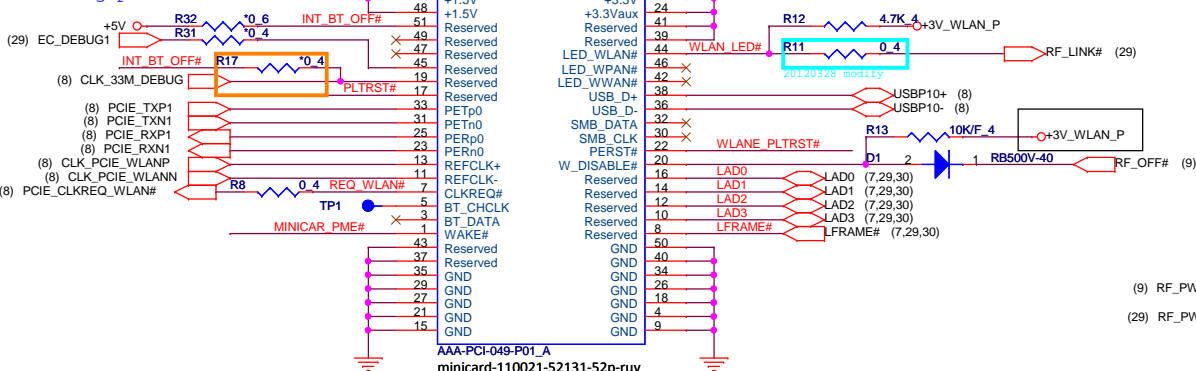 +1.5V
+3.3V
48
+1.5V
+3.3Vaux
24
+5V
R32
*0_6
INT_BT_OFF#
51
Reserved
Reserved
41
R12
4.7K_4
+3V_WLAN_P
(29) EC_DEBUG1
R31
*0_4
49
Reserved
Reserved
39
47
Reserved
LED_WLAN#
44
WLAN_LED#
R11
0_4
RF_LINK# (29)
INT_BT_OFF#
R17
*0_4
45
Reserved
LED_WPAN#
46
20120328 modify
(8) CLK_33M_DEBUG
19
Reserved
LED_WWAN#
42
PLTRST#
17
Reserved
USB_D+
38
USBP10+ (8)
(8) PCIE_TXP1
33
PETp0
USB_D-
36
USBP10- (8)
(8) PCIE_TXN1
31
PETn0
SMB_DATA
32
(8) PCIE_RXP1
25
PERp0
SMB_CLK
30
R13
10K/F_4
+3V_WLAN_P
(8) PCIE_RXN1
23
PERn0
PERST#
22
WLANE_PLTRST#
(8) CLK_PCIE_WLANP
13
REFCLK+
W_DISABLE#
20
D1
2
1
RB500V-40
RF_OFF# (9)
(8) CLK_PCIE_WLANN
11
REFCLK-
Reserved
16
LAD0
LAD0 (7,29,30)
(8) PCIE_CLKREQ_WLAN#
R8
0_4
REQ_WLAN#
7
CLKREQ#
Reserved
14
LAD1
LAD1 (7,29,30)
TP1
5
BT_CHCLK
Reserved
12
LAD2
LAD2 (7,29,30)
3
BT_DATA
Reserved
10
LAD3
LAD3 (7,29,30)
MINICAR_PME#
1
WAKE#
Reserved
8
LFRAME#
LFRAME# (7,29,30)
43
Reserved
GND
50
37
Reserved
GND
40
35
GND
GND
34
29
GND
GND
26
(9) RF_PW
27
GND
GND
18
21
GND
GND
4
(29) RF_PW
15
GND
GND
9
AAA-PCI-049-P01_A
minicard-110021-52131-52p-ruv